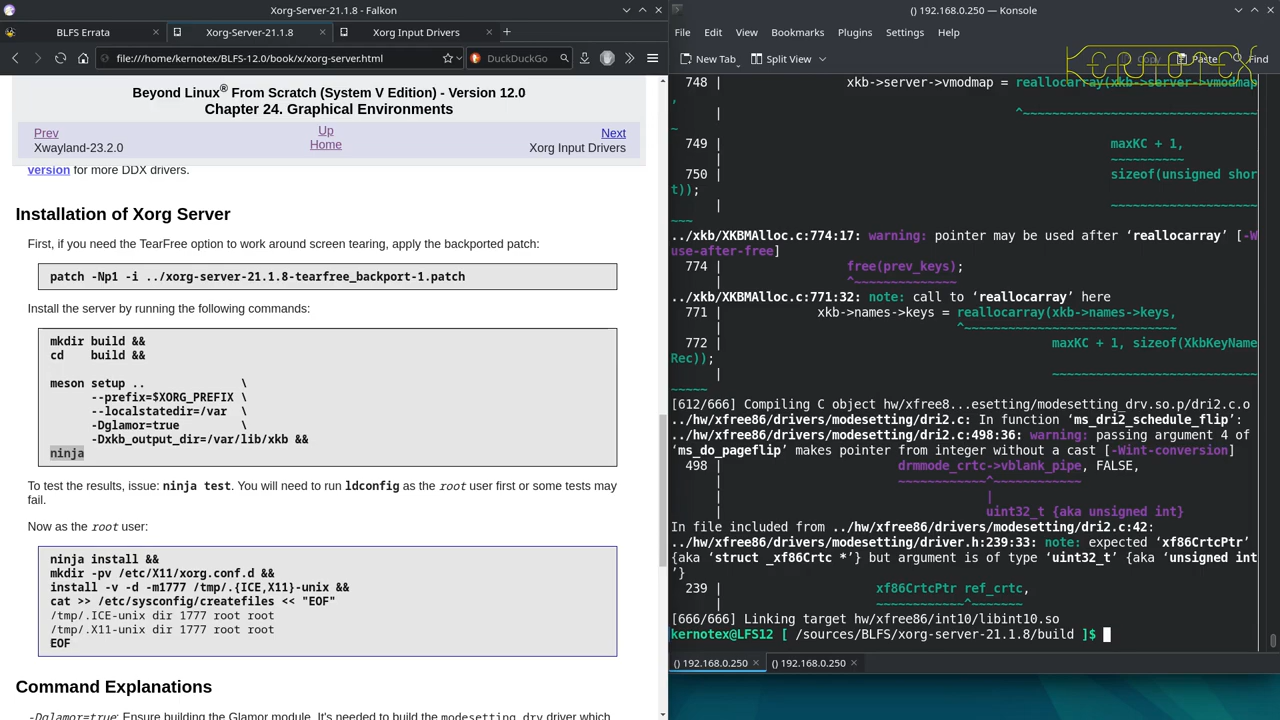 Xorg-Server-21.1.8 - Falkon
BLFS Errata
Xorg-Server-21.1.8
Xorg Input Drivers
file:///home/kernotex/BLFS-12.0/book/x/xorg-server.html
DuckDuckGo
Beyond Linux® From Scratch (System V Edition) - Version 12.0
Chapter 24. Graphical Environments
Prev
Up
Next
Xwayland-23.2.0
Home
Xorg Input Drivers
version for more DDX drivers.
Installation of Xorg Server
First, if you need the TearFree option to work around screen tearing, apply the backported patch:
patch -Np1 -i ../xorg-server-21.1.8-tearfree_backport-1.patch
Install the server by running the following commands:
mkdir build &&
cd    build &&
meson setup ..              \
      --prefix=$XORG_PREFIX \
      --localstatedir=/var  \
      -Dglamor=true         \
      -Dxkb_output_dir=/var/lib/xkb &&
ninja
To test the results, issue: ninja test. You will need to run ldconfig as the root user first or some tests may
fail.
Now as the root user:
ninja install &&
mkdir -pv /etc/X11/xorg.conf.d &&
install -v -d -m1777 /tmp/.{ICE,X11}-unix &&
cat >> /etc/sysconfig/createfiles << "EOF"
/tmp/.ICE-unix dir 1777 root root
/tmp/.X11-unix dir 1777 root root
EOF
Command Explanations
-Dglamor=true: Ensure building the Glamor module. It's needed to build the modesetting_drv driver which
() 192.168.0.250 — Konsole
File Edit View Bookmarks Plugins Settings Help
New Tab
Split View
Copy
Paste
Find
KERNOTEX
748 |                 xkb->server->vmodmap = reallocarray(xkb->server->vmodmap
,
|                                        ^~~~~~~~~~~~~~~~~~~~~~~~~~~~~~~~~
~
749 |                                                     maxKC + 1,
|                                                     ~~~~~~~~~~
750 |                                                     sizeof(unsigned shor
t));
|                                                     ~~~~~~~~~~~~~~~~~~~~
~~~
../xkb/XKBMAlloc.c:774:17: warning: pointer may be used after ‘reallocarray’ [-W
use-after-free]
774 |                 free(prev_keys);
|                 ^~~~~~~~~~~~~~~
../xkb/XKBMAlloc.c:771:32: note: call to ‘reallocarray’ here
771 |             xkb->names->keys = reallocarray(xkb->names->keys,
|                                ^~~~~~~~~~~~~~~~~~~~~~~~~~~~~~
772 |                                             maxKC + 1, sizeof(XkbKeyName
Rec));
|                                             ~~~~~~~~~~~~~~~~~~~~~~~~~~~~
~~~~~
[612/666] Compiling C object hw/xfree8...esetting/modesetting_drv.so.p/dri2.c.o
../hw/xfree86/drivers/modesetting/dri2.c: In function ‘ms_dri2_schedule_flip’:
../hw/xfree86/drivers/modesetting/dri2.c:498:36: warning: passing argument 4 of
‘ms_do_pageflip’ makes pointer from integer without a cast [-Wint-conversion]
498 |                        drmmode_crtc->vblank_pipe, FALSE,
|                        ~~~~~~~~~~~~^~~~~~~~~~~~~
|                                    |
|                                    uint32_t {aka unsigned int}
In file included from ../hw/xfree86/drivers/modesetting/dri2.c:42:
../hw/xfree86/drivers/modesetting/driver.h:239:33: note: expected ‘xf86CrtcPtr’
{aka ‘struct _xf86Crtc *’} but argument is of type ‘uint32_t’ {aka ‘unsigned int
’}
239 |                     xf86CrtcPtr ref_crtc,
|                     ~~~~~~~~~~~~^~~~~~~~
[666/666] Linking target hw/xfree86/int10/libint10.so
kernotex@LFS12 [ /sources/BLFS/xorg-server-21.1.8/build ]$
() 192.168.0.250
() 192.168.0.250